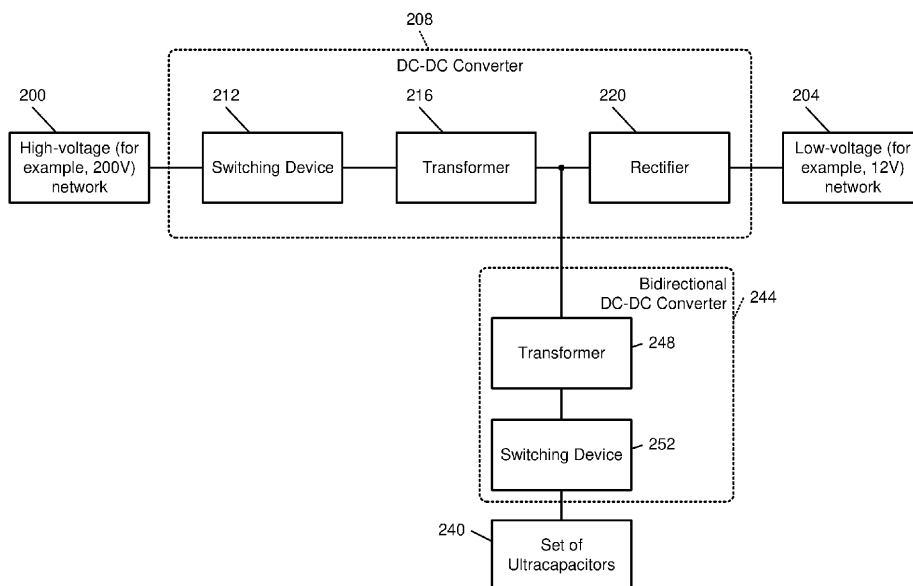 208
DC-DC Converter
200
212
216
220
204
High-voltage (for
example, 200V)
network
Switching Device
Transformer
Rectifier
Low-voltage (for
example, 12V)
network
Bidirectional
DC-DC Converter
244
Transformer
248
Switching Device
252
240
Set of
Ultracapacitors